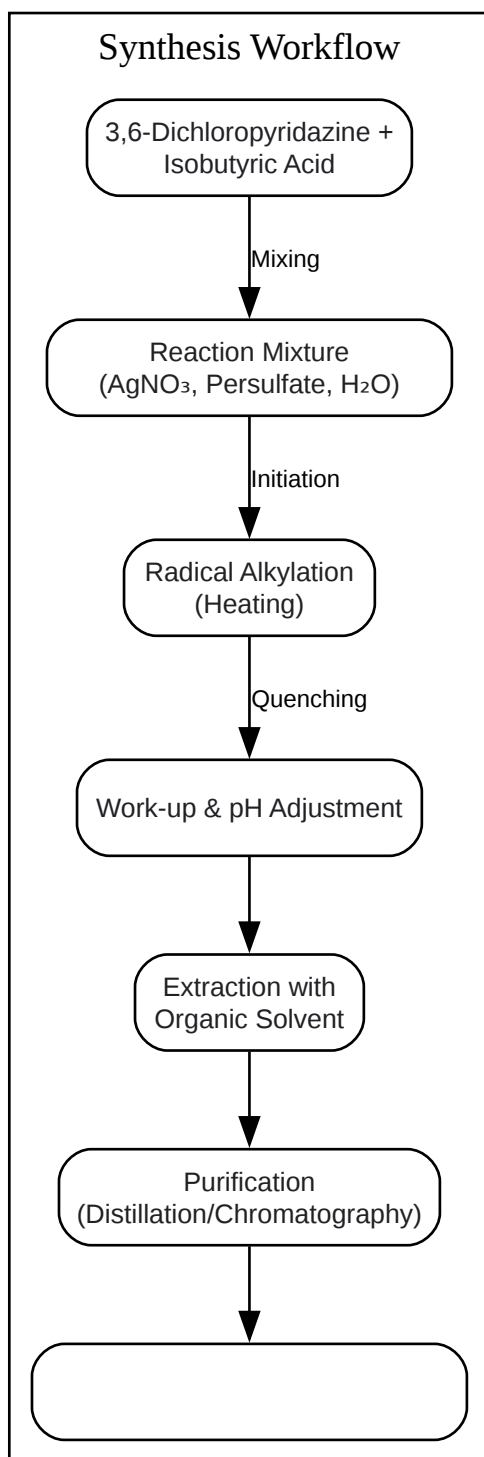 Synthesis Workflow
3,6-Dichloropyridazine +
Isobutyric Acid
Mixing
Reaction Mixture
(AgNO₃, Persulfate, H₂O)
Initiation
Radical Alkylation
(Heating)
Quenching
Work-up & pH Adjustment
Extraction with
Organic Solvent
Purification
(Distillation/Chromatography)